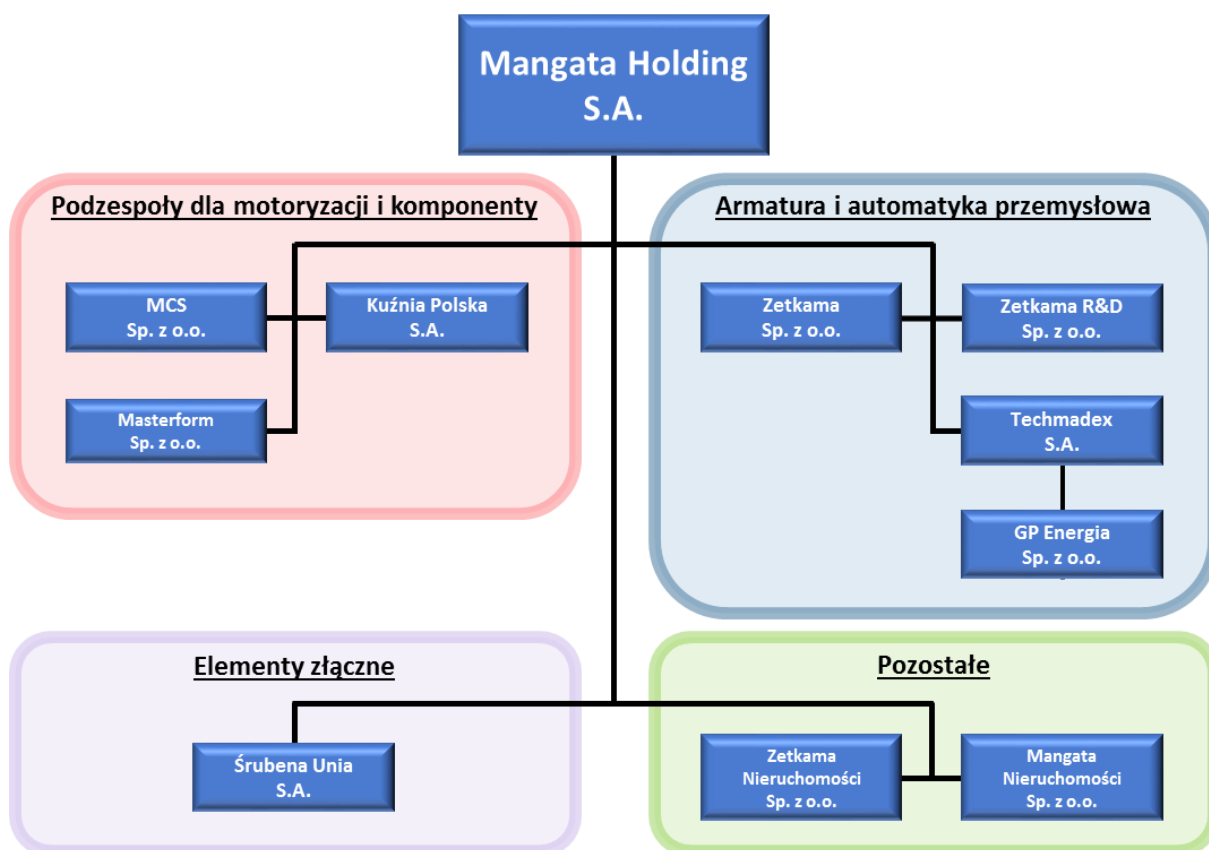 Mangata Holding
S.A.
Podzespoły dla motoryzacji i komponenty
MCS
Sp. z o.o.
Kuźnia Polska
S.A.
Masterform
Sp. z o.o.
Armatura i automatyka przemysłowa
Zetkama
Sp. z o.o.
Zetkama R&D
Sp. z o.o.
Techmadex
S.A.
GP Energia
Sp. z o.o.
Elementy złączne
Śrubena Unia
S.A.
Pozostałe
Zetkama
Nieruchomości
Sp. z o.o.
Mangata
Nieruchomości
Sp. z o.o.